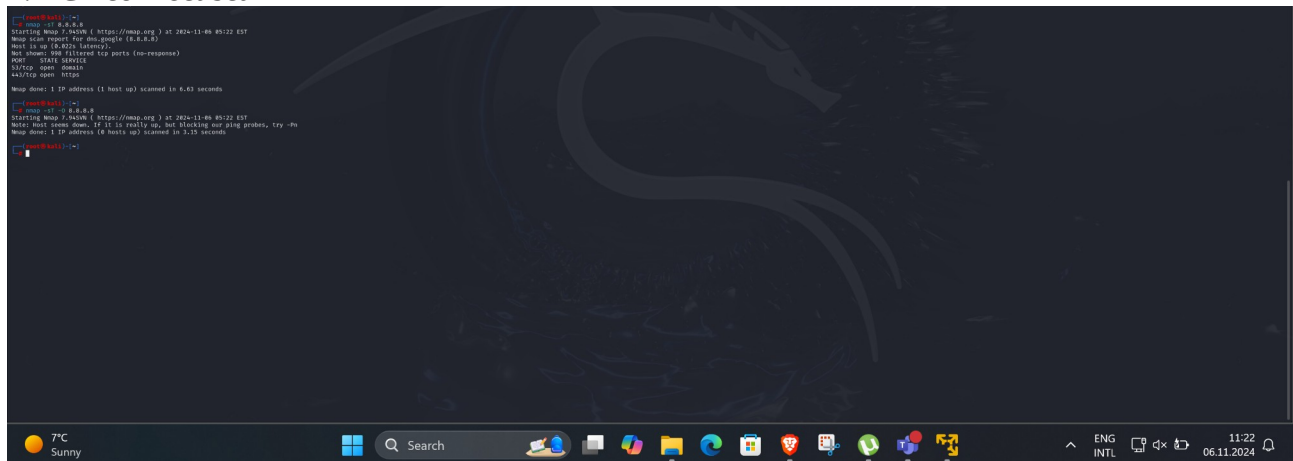 ┌──(root㉿kali)-[~]
└─# nmap -sT 8.8.8.8
Starting Nmap 7.94SVN ( https://nmap.org ) at 2024-11-06 05:22 EST
Nmap scan report for dns.google (8.8.8.8)
Host is up (0.022s latency).
Not shown: 998 filtered tcp ports (no-response)
PORT STATE SERVICE
53/tcp open domain
443/tcp open https
Nmap done: 1 IP address (1 host up) scanned in 6.63 seconds
┌──(root㉿kali)-[~]
└─# nmap -sT -O 8.8.8.8
Starting Nmap 7.94SVN ( https://nmap.org ) at 2024-11-06 05:22 EST
Note: Host seems down. If it is really up, but blocking our ping probes, try -Pn
Nmap done: 1 IP address (0 hosts up) scanned in 3.15 seconds
┌──(root㉿kali)-[~]
└─#
7°C
Sunny
Search
ENG
INTL
11:22
06.11.2024